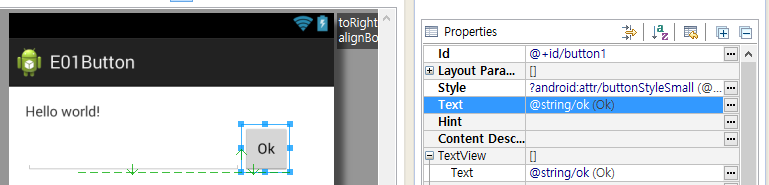 toRight
alignBo
E01Button
Hello world!
Ok
Properties
Id @+id/button1
Layout Para... []
Style ?android:attr/buttonStyleSmall (@...
Text @string/ok (Ok)
Hint
Content Desc...
TextView []
Text @string/ok (Ok)